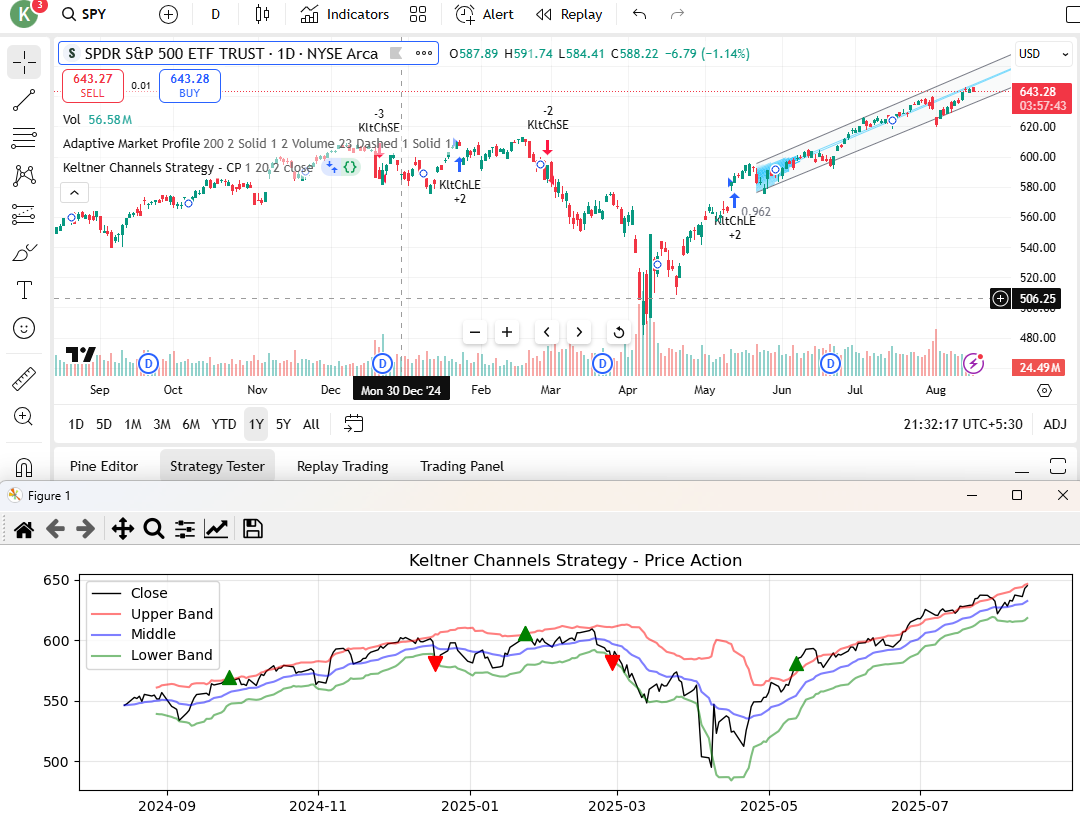 K 3 SPY D Indicators Alert Replay
S SPDR S&P 500 ETF TRUST · 1D · NYSE Arca O587.89 H591.74 L584.41 C588.22 -6.79 (−1.14%) USD
643.27 SELL 0.01 643.28 BUY
643.28
03:57:43
Vol 56.58M
-3
KltChSE
-2
KltChSE
Adaptive Market Profile 200 2 Solid 1 2 Volume 23 Dashed 1 Solid 1
Keltner Channels Strategy - CP 1 20 2 close
KltChLE
+2
0.962
KltChLE
+2
620.00
600.00
580.00
560.00
540.00
520.00
506.25
500.00
480.00
24.49M
D D D D
Sep Oct Nov Dec Mon 30 Dec '24 Feb Mar Apr May Jun Jul Aug
1D 5D 1M 3M 6M YTD 1Y 5Y All 21:32:17 UTC+5:30 ADJ
Pine Editor Strategy Tester Replay Trading Trading Panel
Figure 1
Keltner Channels Strategy - Price Action
Close
Upper Band
Middle
Lower Band
650
600
550
500
2024-09 2024-11 2025-01 2025-03 2025-05 2025-07